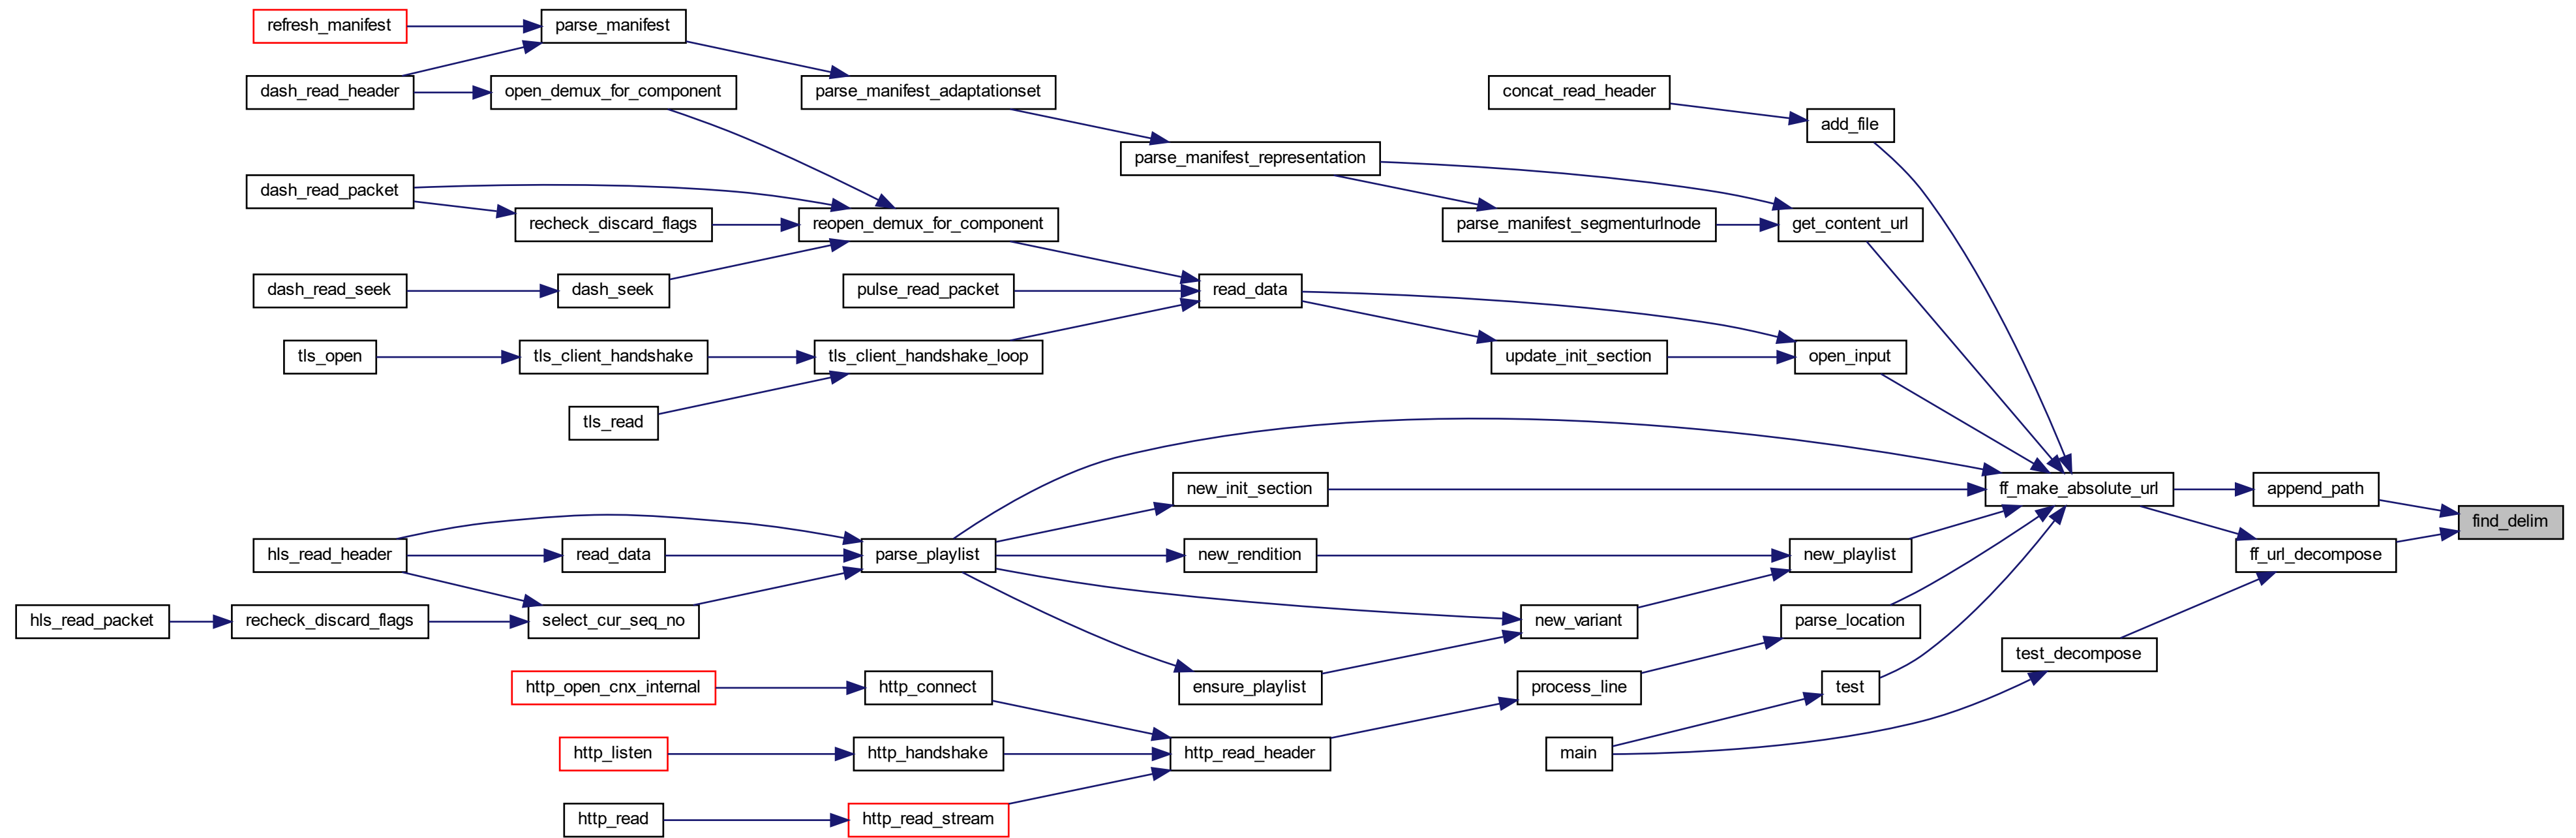 refresh_manifest
parse_manifest
dash_read_header
open_demux_for_component
parse_manifest_adaptationset
concat_read_header
add_file
parse_manifest_representation
dash_read_packet
recheck_discard_flags
reopen_demux_for_component
parse_manifest_segmenturlnode
get_content_url
dash_read_seek
dash_seek
pulse_read_packet
read_data
tls_open
tls_client_handshake
tls_client_handshake_loop
update_init_section
open_input
tls_read
new_init_section
ff_make_absolute_url
append_path
find_delim
hls_read_header
read_data
parse_playlist
new_rendition
new_playlist
ff_url_decompose
hls_read_packet
recheck_discard_flags
select_cur_seq_no
new_variant
parse_location
test_decompose
http_open_cnx_internal
http_connect
ensure_playlist
process_line
test
http_listen
http_handshake
http_read_header
main
http_read
http_read_stream